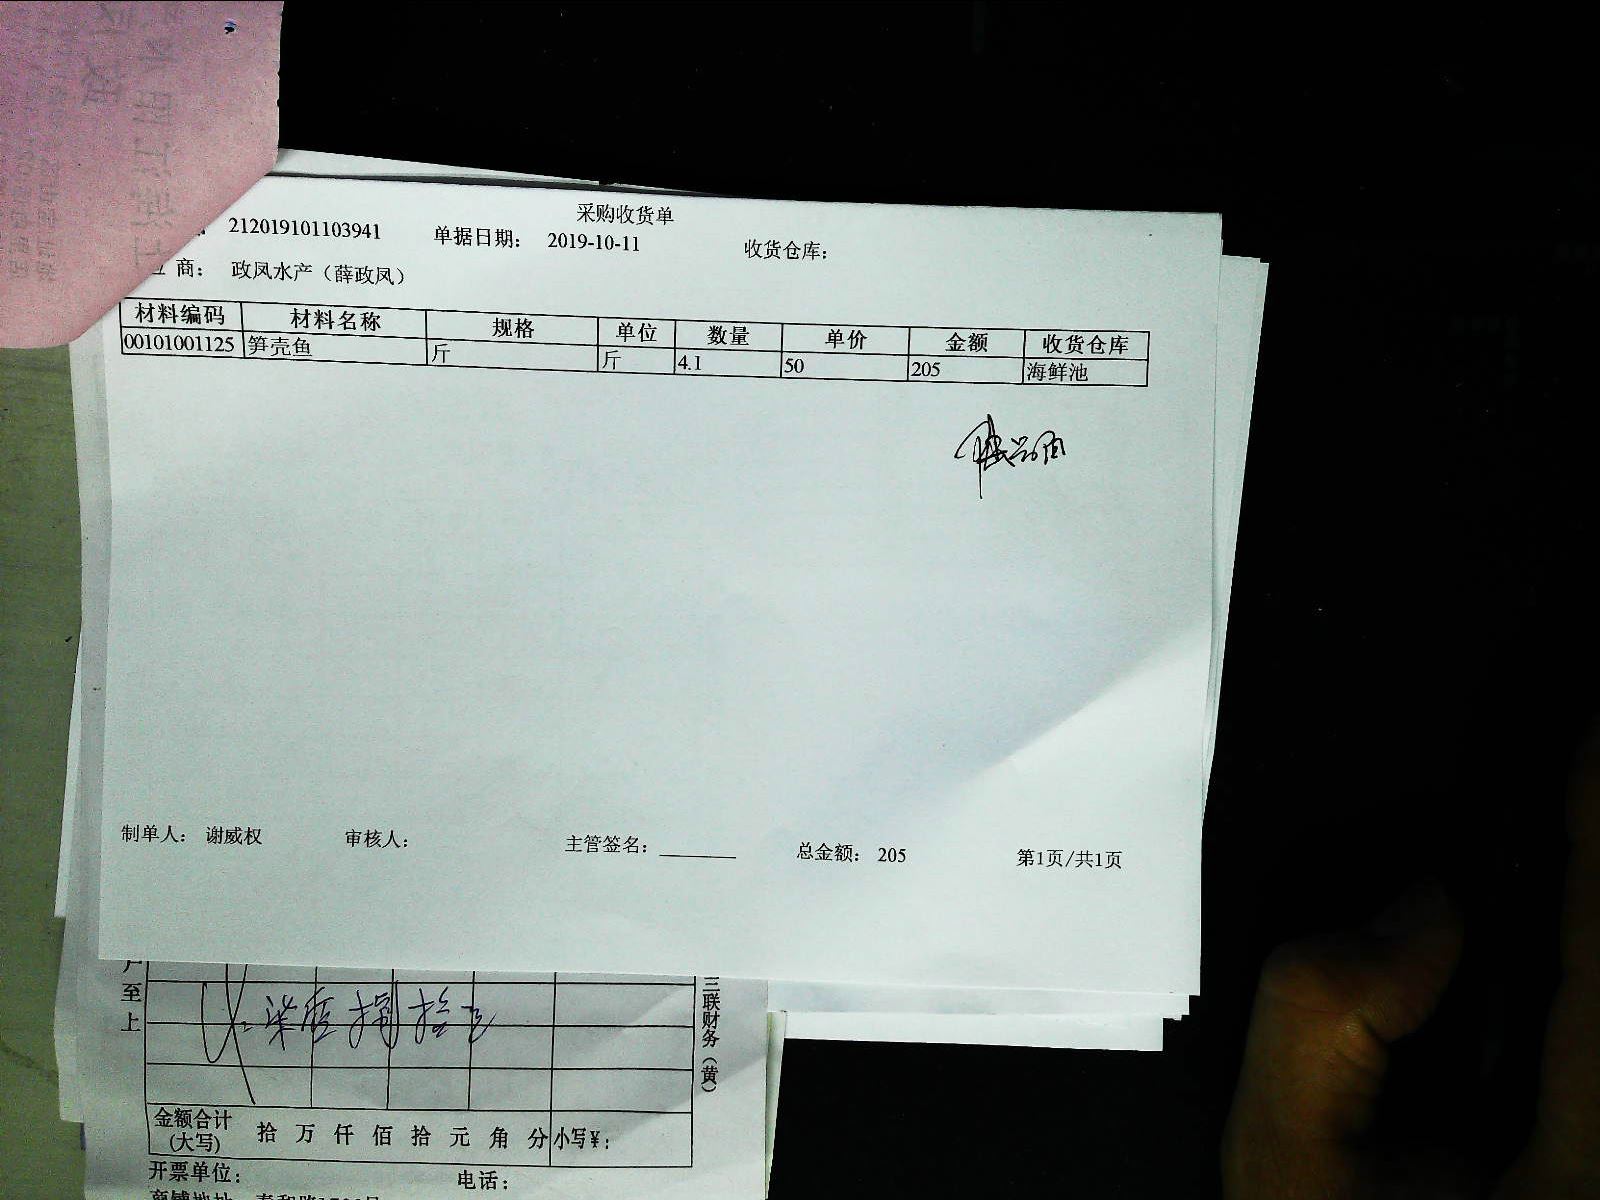 采购收货单
212019101103941 单据日期: 2019-10-11 收货仓库:
商: 政凤水产（薛政凤）
材料编码 材料名称 规格 单位 数量 单价 金额 收货仓库
00101001125 笋壳鱼 斤 斤 4.1 50 205 海鲜池
制单人: 谢威权 审核人: 主管签名: 总金额: 205 第1页/共1页
户至上
三联财务（黄）
金额合计(大写) 拾 万 仟 佰 拾 元 角 分 小写¥:
开票单位: 电话: